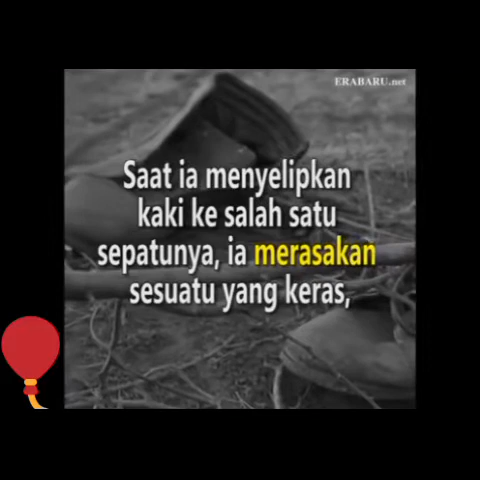 ERABARU.net
Saat ia menyelipkan
kaki ke salah satu
sepatunya, ia merasakan
sesuatu yang keras,